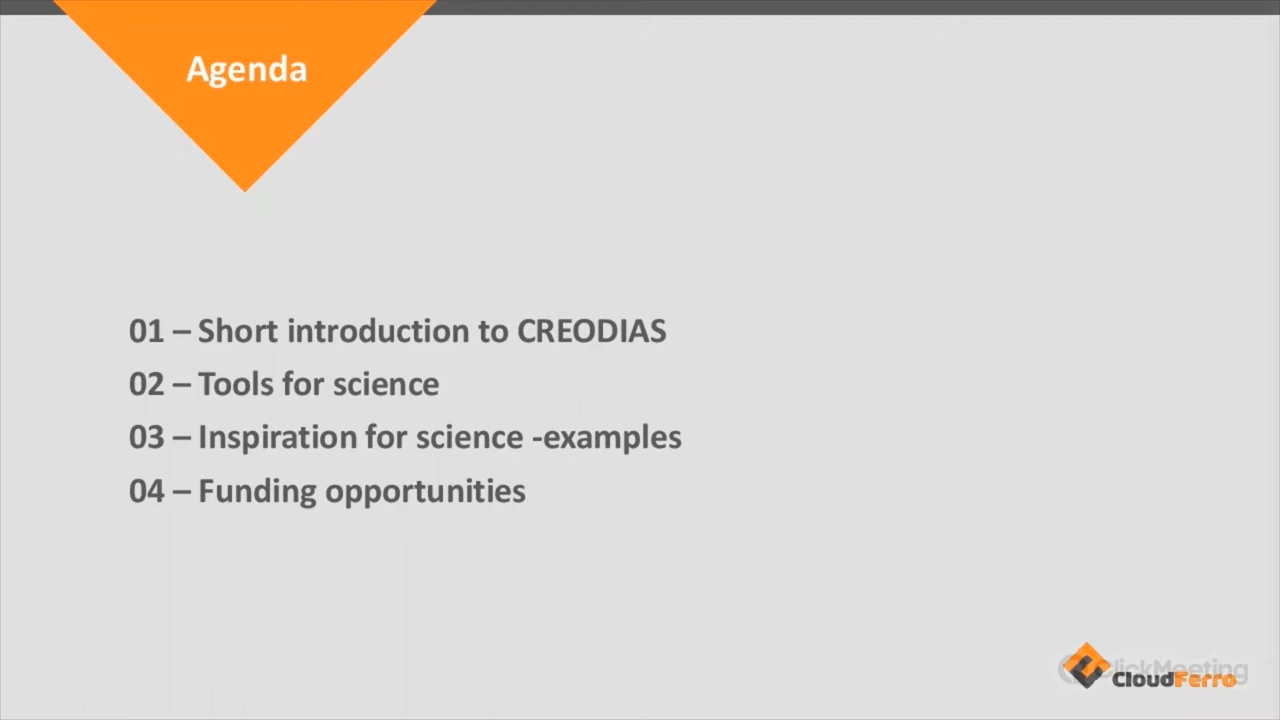 Agenda
01 – Short introduction to CREODIAS
02 – Tools for science
03 – Inspiration for science -examples
04 – Funding opportunities
ClickMeeting
CloudFerro